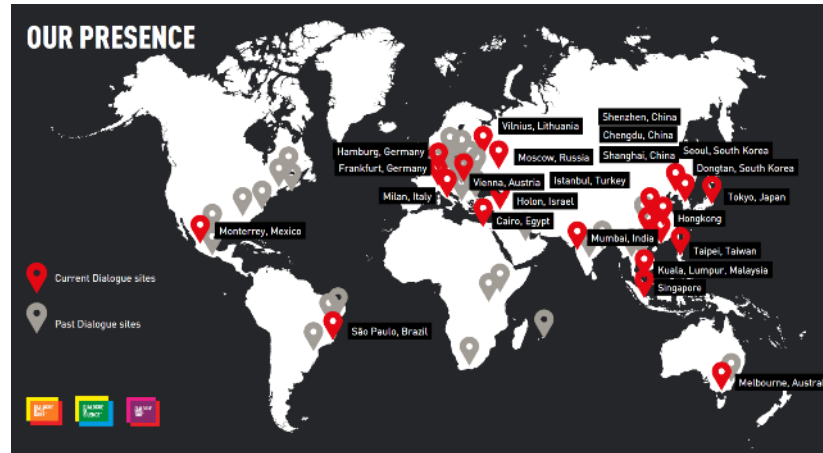 OUR PRESENCE
Vilnius, Lithuania
Shenzhen, China
Chengdu, China
Hamburg, Germany
Moscow, Russia
Shanghai, China
Seoul, South Korea
Frankfurt, Germany
Dongtan, South Korea
Vienna, Austria
Istanbul, Turkey
Milan, Italy
Holon, Israel
Tokyo, Japan
Cairo, Egypt
Hongkong
Monterrey, Mexico
Mumbai, India
Taipei, Taiwan
Kuala, Lumpur, Malaysia
Singapore
Current Dialogue sites
Past Dialogue sites
São Paulo, Brazil
Melbourne, Austral